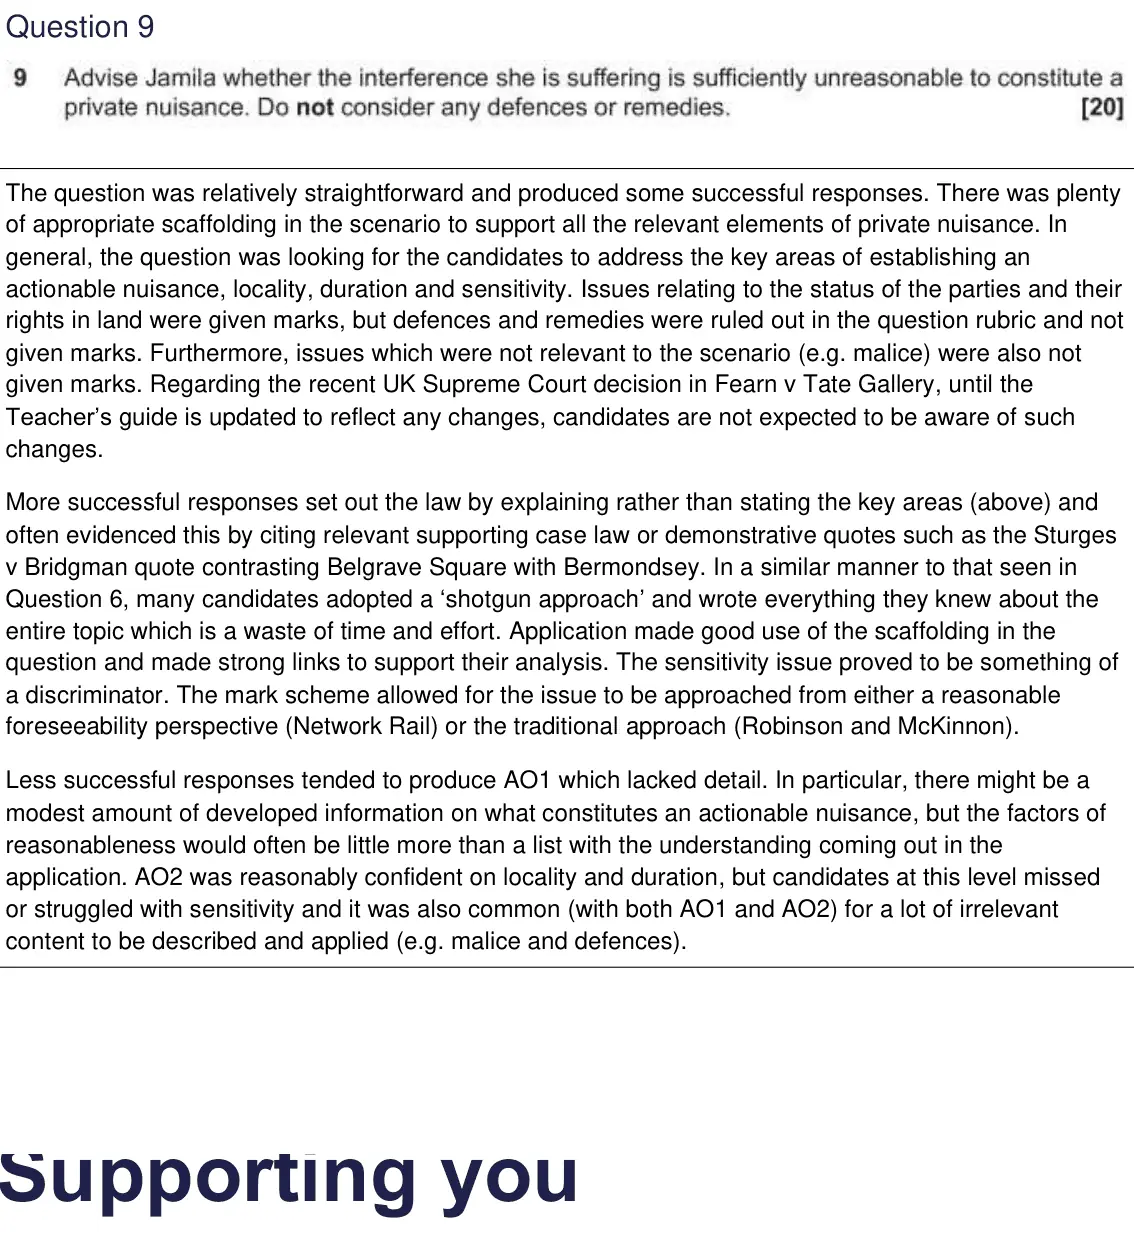 Question 9
9 Advise Jamila whether the interference she is suffering is sufficiently unreasonable to constitute a
private nuisance. Do not consider any defences or remedies. [20]
The question was relatively straightforward and produced some successful responses. There was plenty
of appropriate scaffolding in the scenario to support all the relevant elements of private nuisance. In
general, the question was looking for the candidates to address the key areas of establishing an
actionable nuisance, locality, duration and sensitivity. Issues relating to the status of the parties and their
rights in land were given marks, but defences and remedies were ruled out in the question rubric and not
given marks. Furthermore, issues which were not relevant to the scenario (e.g. malice) were also not
given marks. Regarding the recent UK Supreme Court decision in Fearn v Tate Gallery, until the
Teacher’s guide is updated to reflect any changes, candidates are not expected to be aware of such
changes.
More successful responses set out the law by explaining rather than stating the key areas (above) and
often evidenced this by citing relevant supporting case law or demonstrative quotes such as the Sturges
v Bridgman quote contrasting Belgrave Square with Bermondsey. In a similar manner to that seen in
Question 6, many candidates adopted a ‘shotgun approach’ and wrote everything they knew about the
entire topic which is a waste of time and effort. Application made good use of the scaffolding in the
question and made strong links to support their analysis. The sensitivity issue proved to be something of
a discriminator. The mark scheme allowed for the issue to be approached from either a reasonable
foreseeability perspective (Network Rail) or the traditional approach (Robinson and McKinnon).
Less successful responses tended to produce AO1 which lacked detail. In particular, there might be a
modest amount of developed information on what constitutes an actionable nuisance, but the factors of
reasonableness would often be little more than a list with the understanding coming out in the
application. AO2 was reasonably confident on locality and duration, but candidates at this level missed
or struggled with sensitivity and it was also common (with both AO1 and AO2) for a lot of irrelevant
content to be described and applied (e.g. malice and defences).
Supporting you